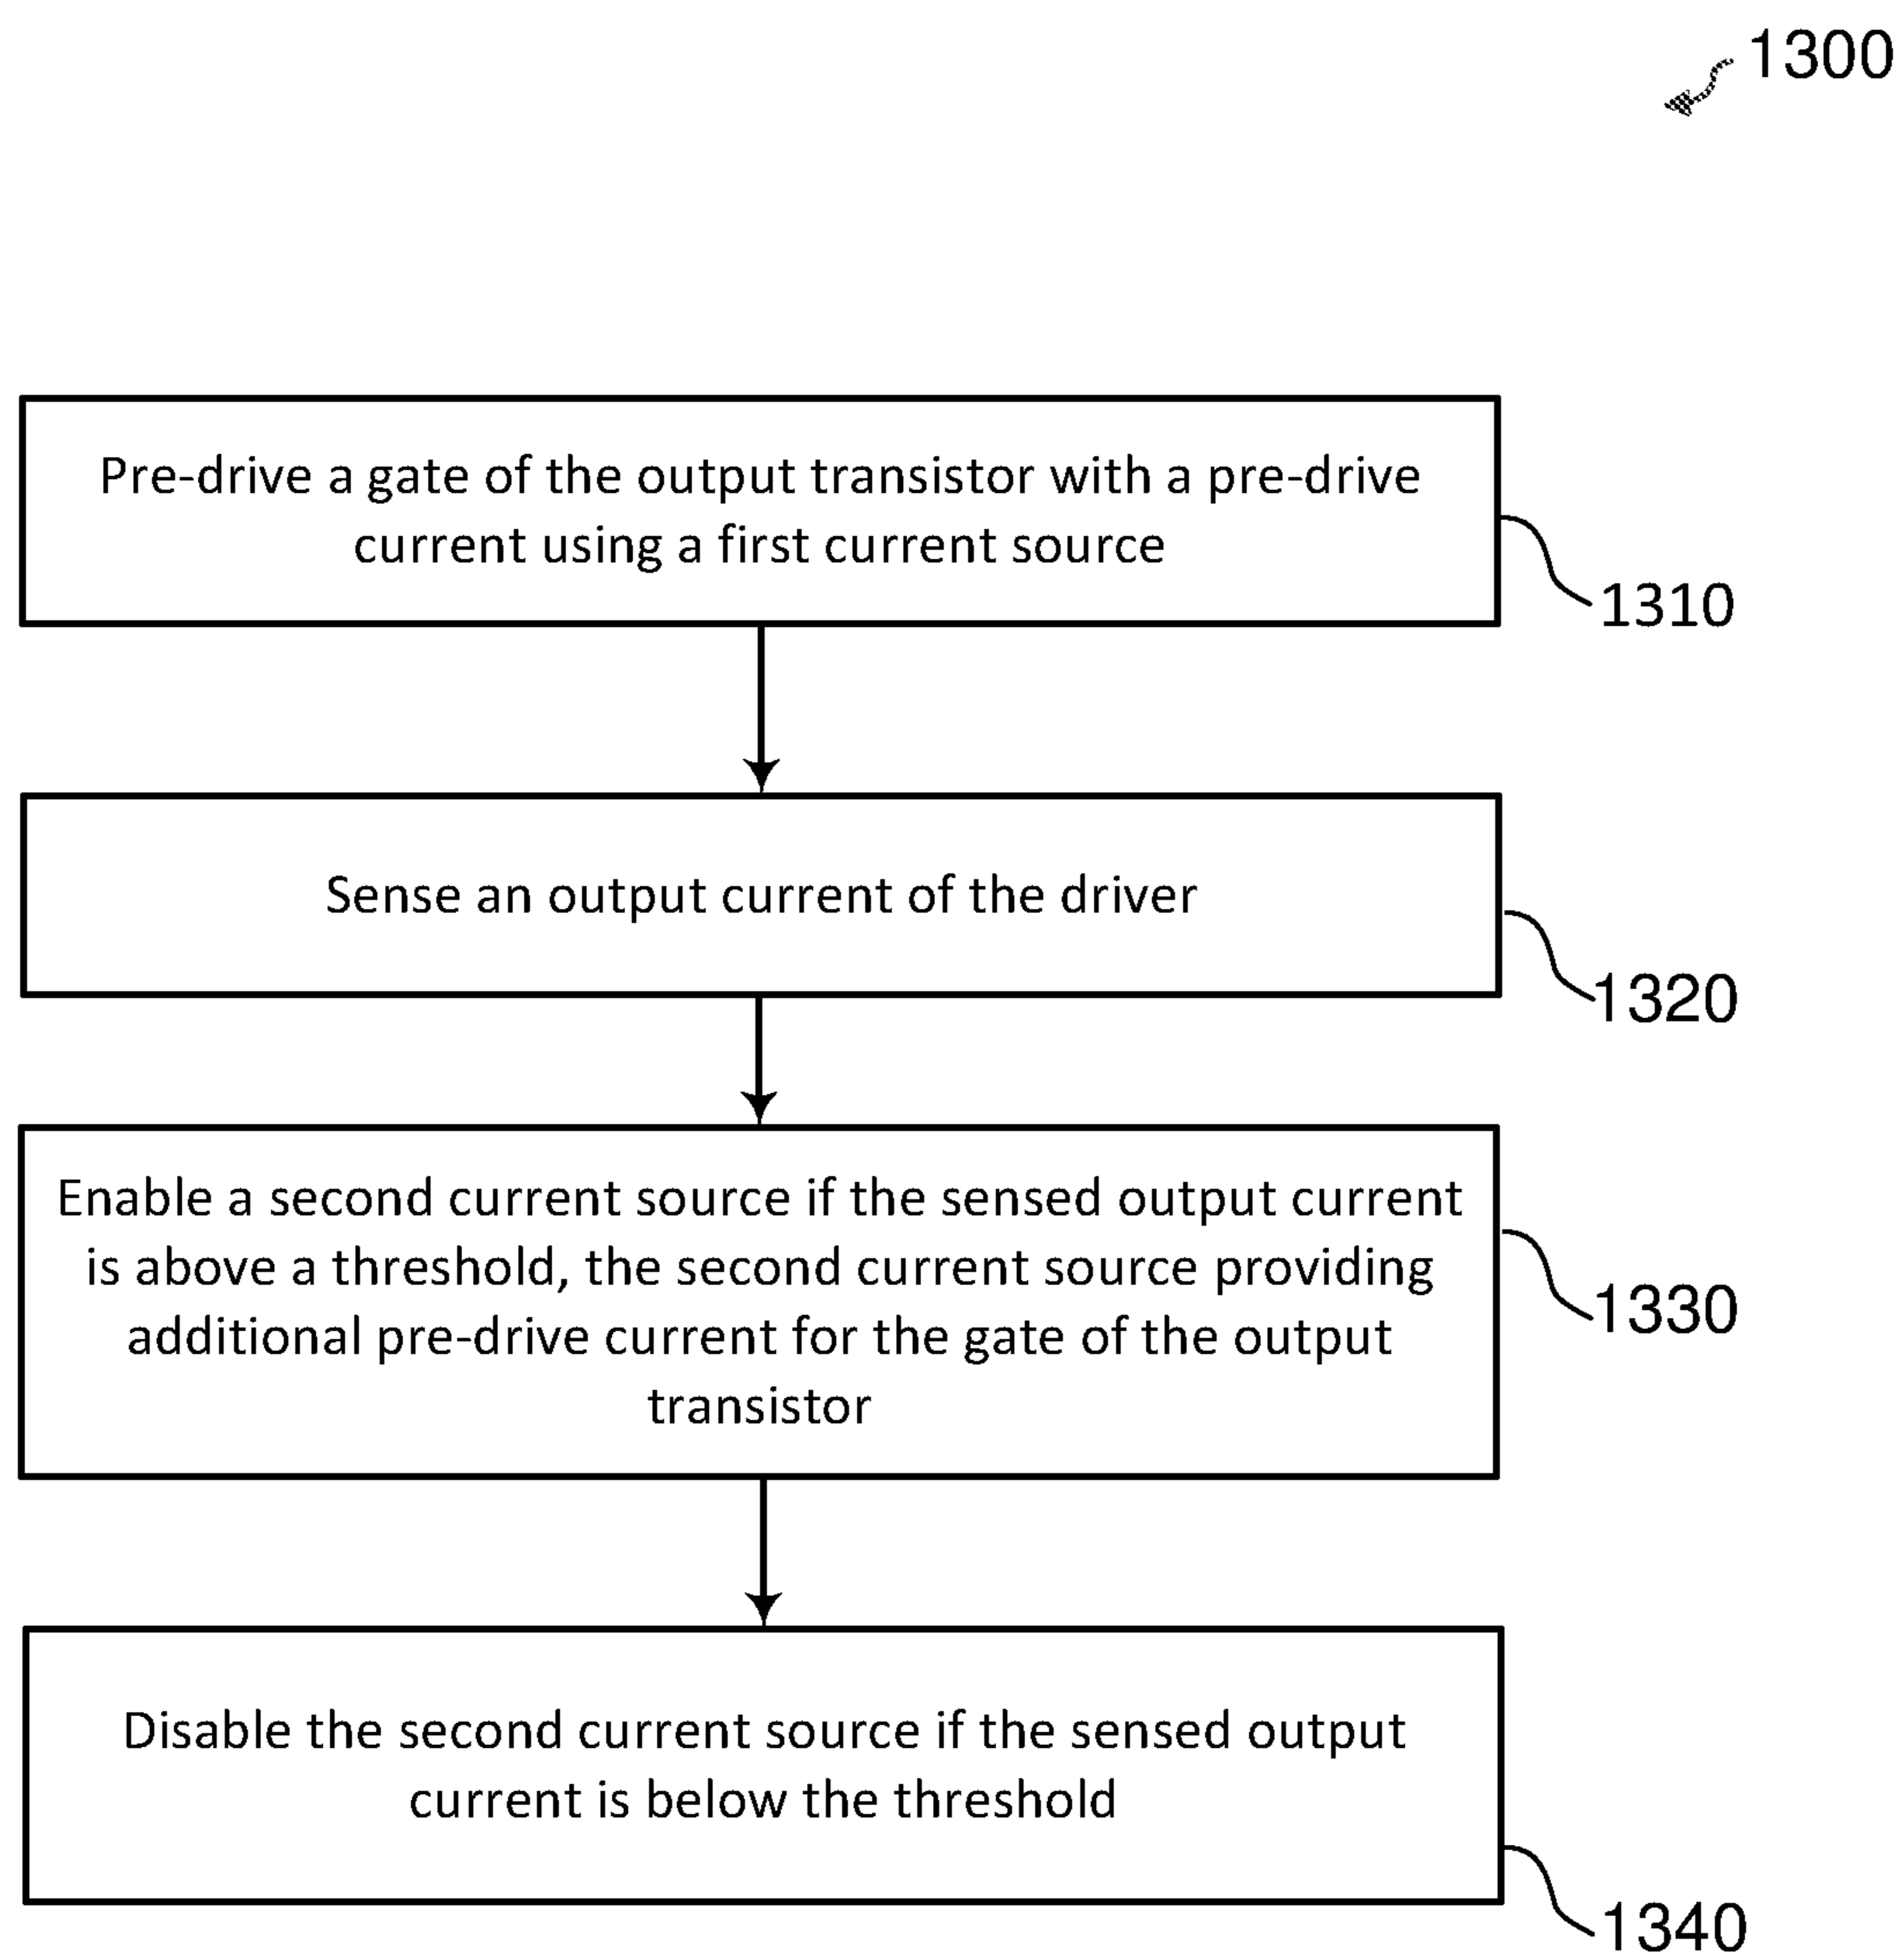 1300
Pre-drive a gate of the output transistor with a pre-drive
current using a first current source
1310
Sense an output current of the driver
1320
Enable a second current source if the sensed output current
is above a threshold, the second current source providing
additional pre-drive current for the gate of the output
transistor
1330
Disable the second current source if the sensed output
current is below the threshold
1340